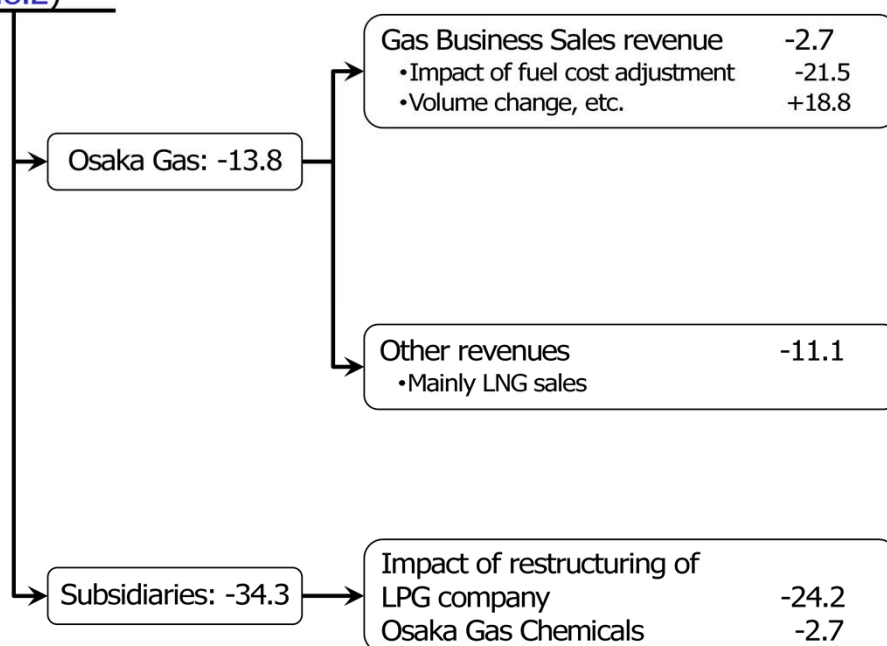 Gas Business Sales revenue -2.7
•Impact of fuel cost adjustment -21.5
•Volume change, etc. +18.8
Osaka Gas: -13.8
Other revenues -11.1
•Mainly LNG sales
Subsidiaries: -34.3
Impact of restructuring of
LPG company -24.2
Osaka Gas Chemicals -2.7